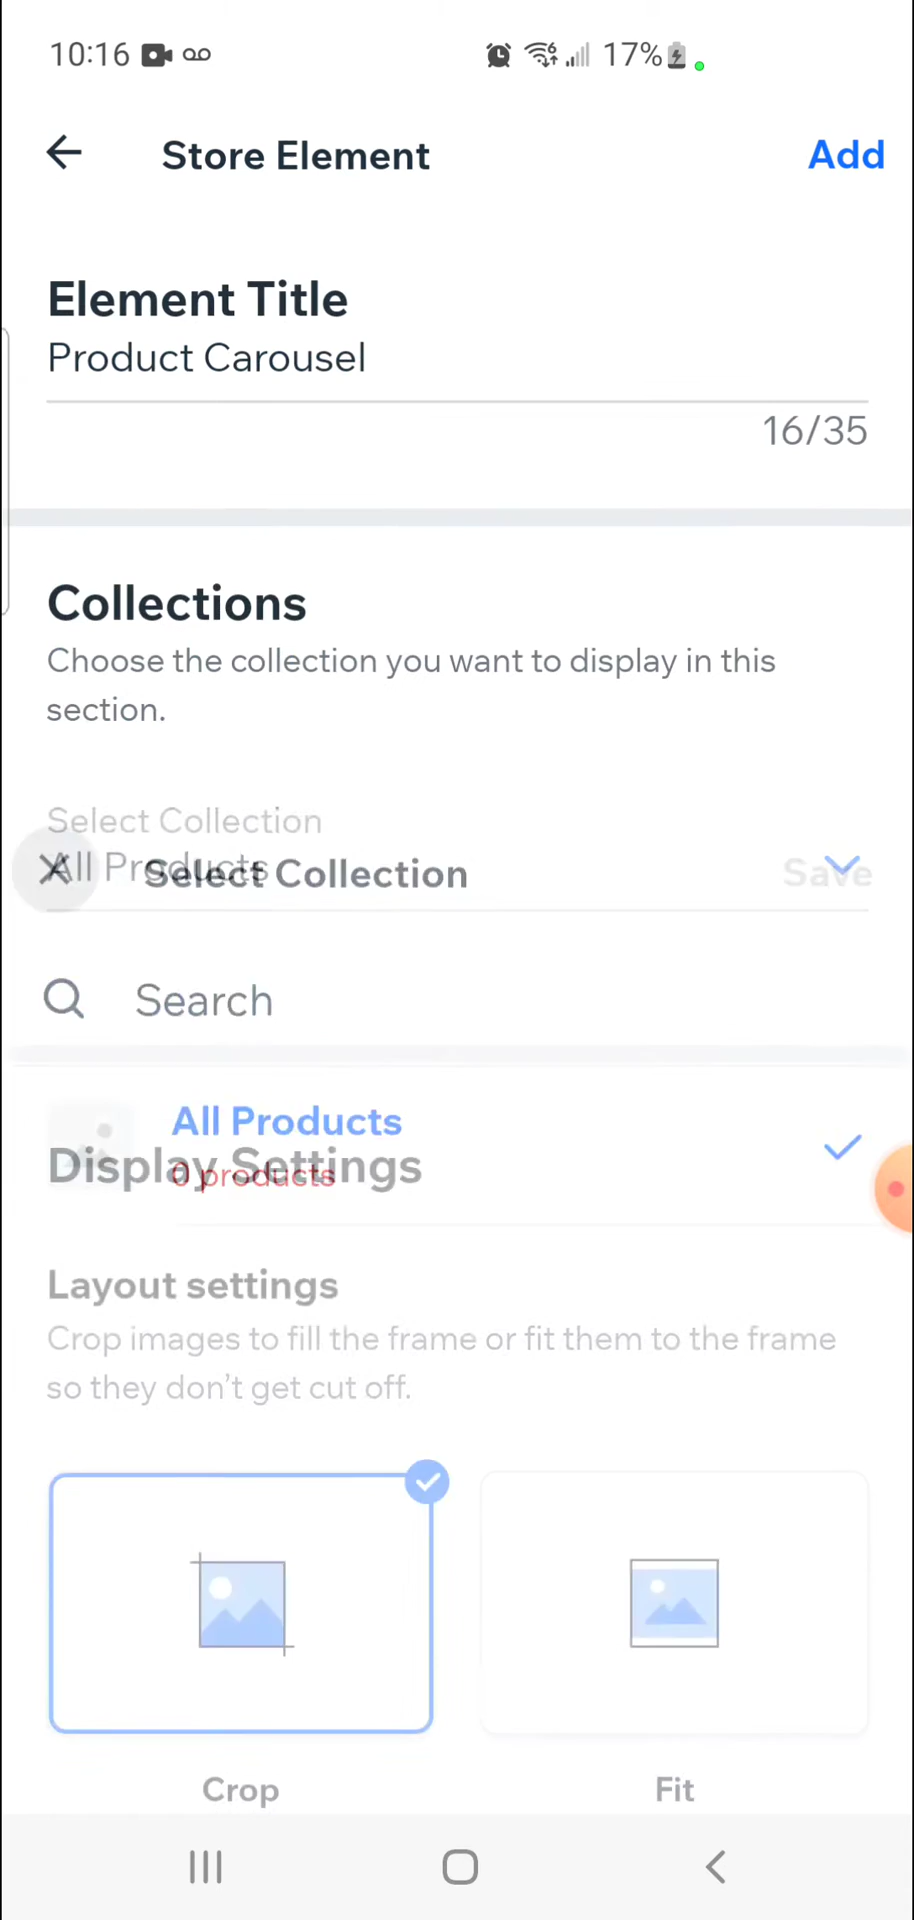 10:16
17%
Store Element
Add
Element Title
Product Carousel
16/35
Collections
Choose the collection you want to display in this
section.
Select Collection
All Products
Select Collection
Save
Search
All Products
0 products
Display Settings
Layout settings
Crop images to fill the frame or fit them to the frame
so they don’t get cut off.
Crop
Fit